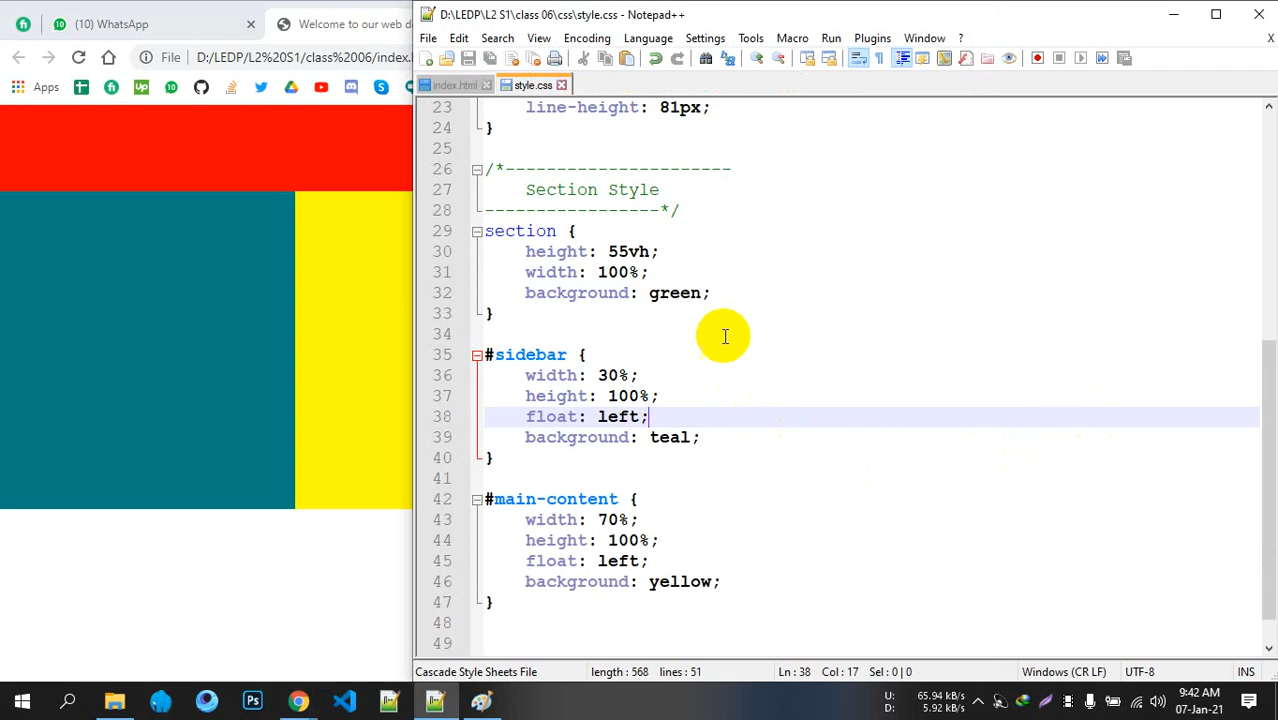 (10) WhatsApp
Welcome to our web d
File
D:/LEDP/L2%20S1/class%2006/index.h
Apps
D:\LEDP\L2 S1\class 06\css\style.css - Notepad++
File Edit Search View Encoding Language Settings Tools Macro Run Plugins Window ? X
index.html style.css
23 line-height: 81px;
24 }
25
26 /*----------------------
27 Section Style
28 -----------------*/
29 section {
30 height: 55vh;
31 width: 100%;
32 background: green;
33 }
34
35 #sidebar {
36 width: 30%;
37 height: 100%;
38 float: left;
39 background: teal;
40 }
41
42 #main-content {
43 width: 70%;
44 height: 100%;
45 float: left;
46 background: yellow;
47 }
48
49
Cascade Style Sheets File length : 568 lines : 51 Ln : 38 Col : 17 Sel : 0 | 0 Windows (CR LF) UTF-8 INS
U: 65.94 kB/s
D: 5.92 kB/s
9:42 AM
07-Jan-21